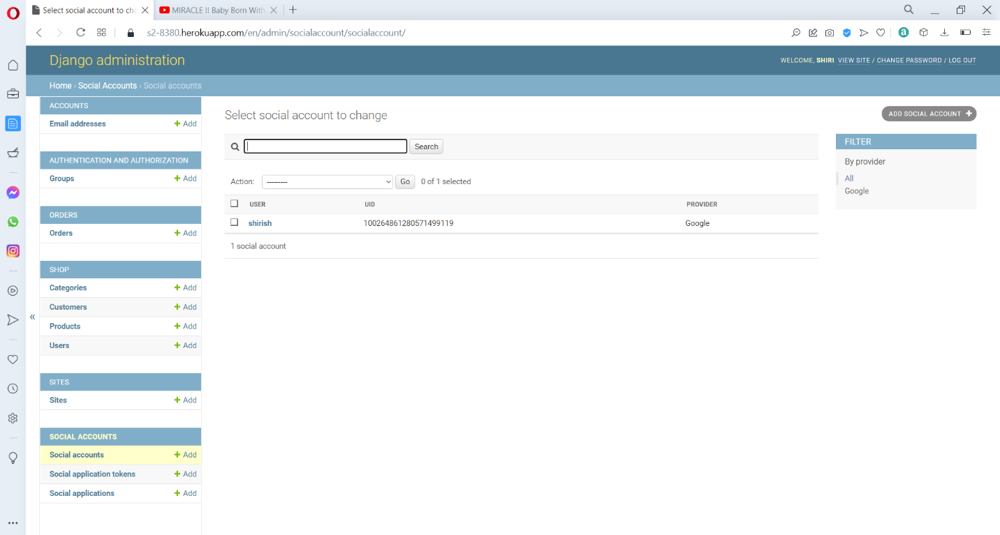 Select social account to cha
MIRACLE !! Baby Born With
s2-8380.herokuapp.com/en/admin/socialaccount/socialaccount/
a
Django administration
WELCOME, SHIRI. VIEW SITE / CHANGE PASSWORD / LOG OUT
Home › Social Accounts › Social accounts
ACCOUNTS
Email addresses
Add
AUTHENTICATION AND AUTHORIZATION
Groups
Add
ORDERS
Orders
Add
SHOP
Categories
Add
Customers
Add
Products
Add
Users
Add
SITES
Sites
Add
SOCIAL ACCOUNTS
Social accounts
Add
Social application tokens
Add
Social applications
Add
«
Select social account to change
ADD SOCIAL ACCOUNT +
Search
Action: --------- Go 0 of 1 selected
USER UID PROVIDER
shirish 100264861280571499119 Google
1 social account
FILTER
By provider
All
Google